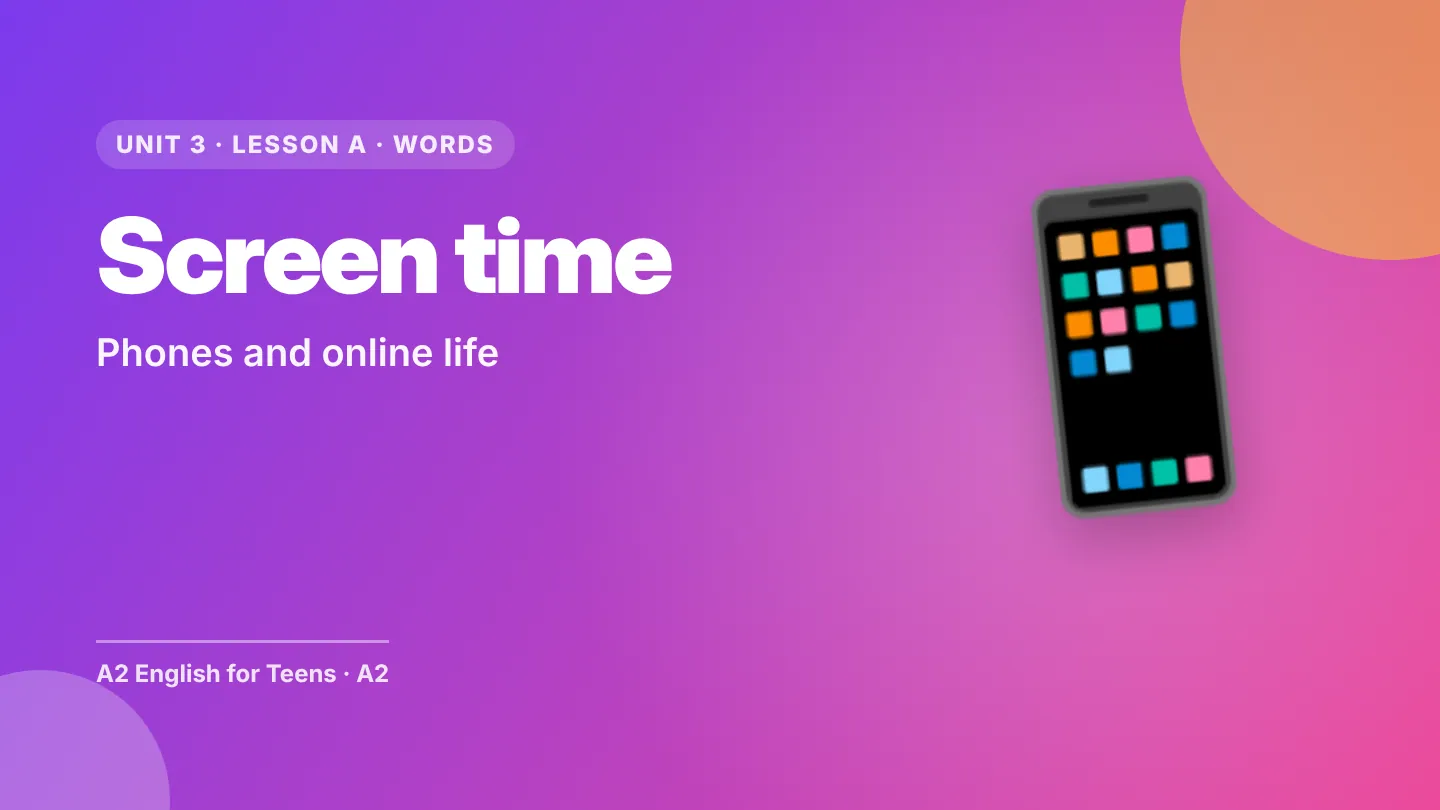 UNIT 3 · LESSON A · WORDS
Screen time
Phones and online life
A2 English for Teens · A2